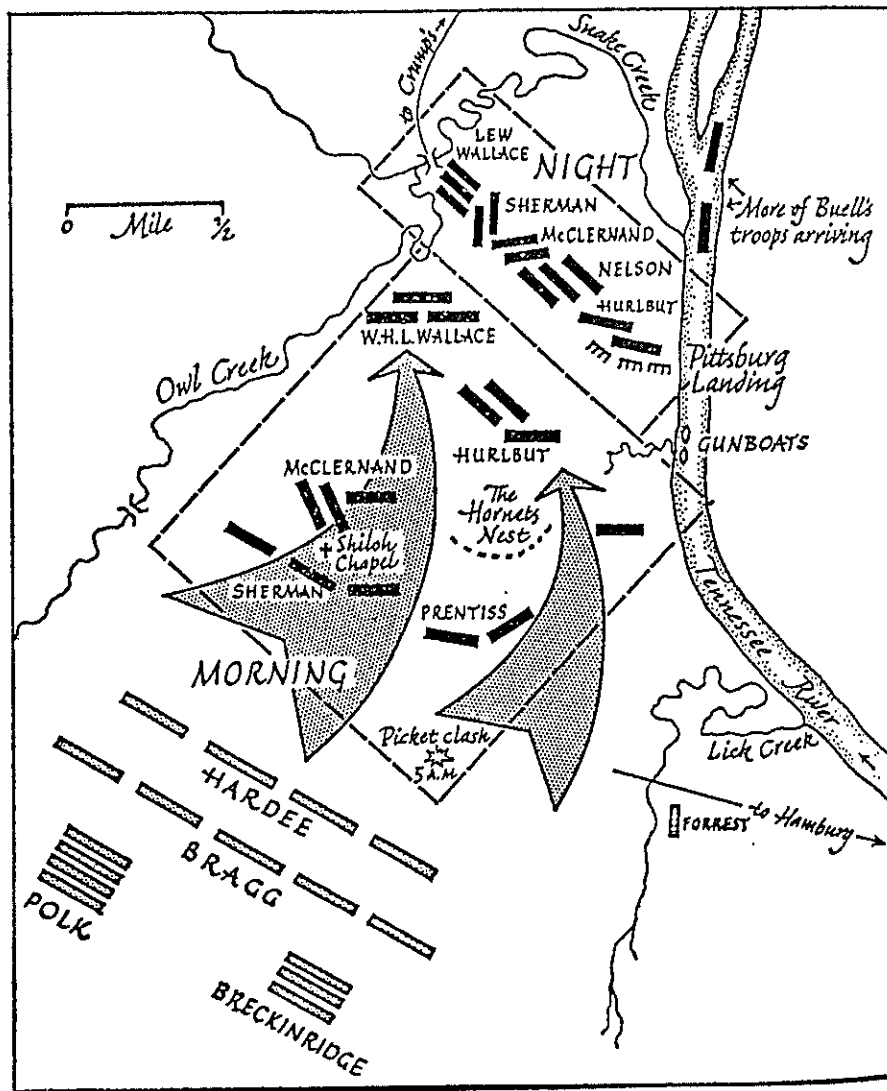 to Crump's →
Snake Creek
LEW
WALLACE
NIGHT
0 Mile ½
SHERMAN
McCLERNAND
More of Buell's
troops arriving
NELSON
HURLBUT
W.H.L. WALLACE
Owl Creek
Pittsburg
Landing
GUNBOATS
HURLBUT
McCLERNAND
The
Hornets
Nest
Shiloh
Chapel
SHERMAN
PRENTISS
Tennessee River
MORNING
Picket clash
5 A.M.
Lick Creek
HARDEE
to Hamburg
FORREST
BRAGG
POLK
BRECKINRIDGE